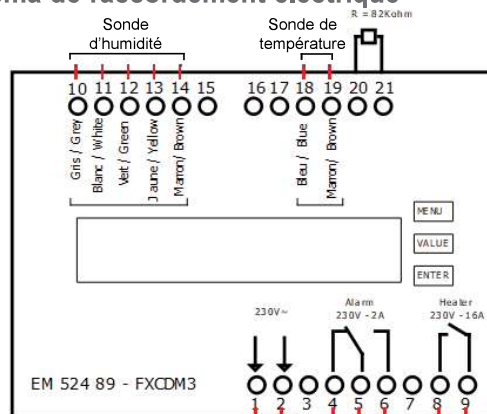 R = 82Kohm
Sonde d'humidité
Sonde de température
10 11 12 13 14 15 16 17 18 19 20 21
Gris / Grey
Blanc / White
Vert / Green
Jaune / Yellow
Marron/ Brown
Bleu / Blue
Marron/ Brown
MENU
VALUE
ENTER
230V~
Alarm
230V - 2A
Heater
230V -16A
EM 524 89 - FXCDM3
1 2 3 4 5 6 7 8 9